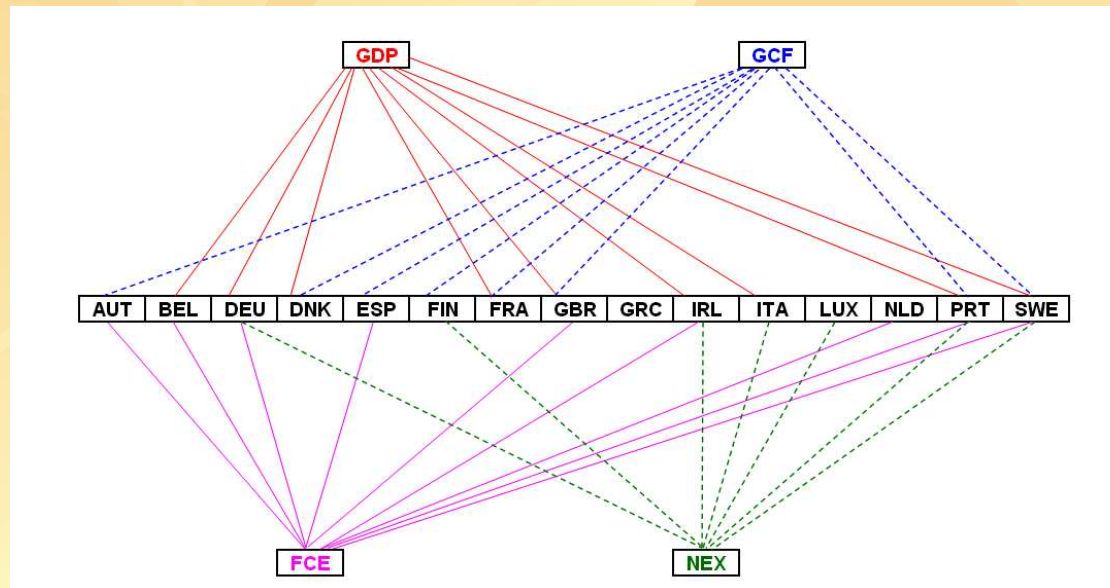 GDP GCF
AUT BEL DEU DNK ESP FIN FRA GBR GRC IRL ITA LUX NLD PRT SWE
FCE NEX